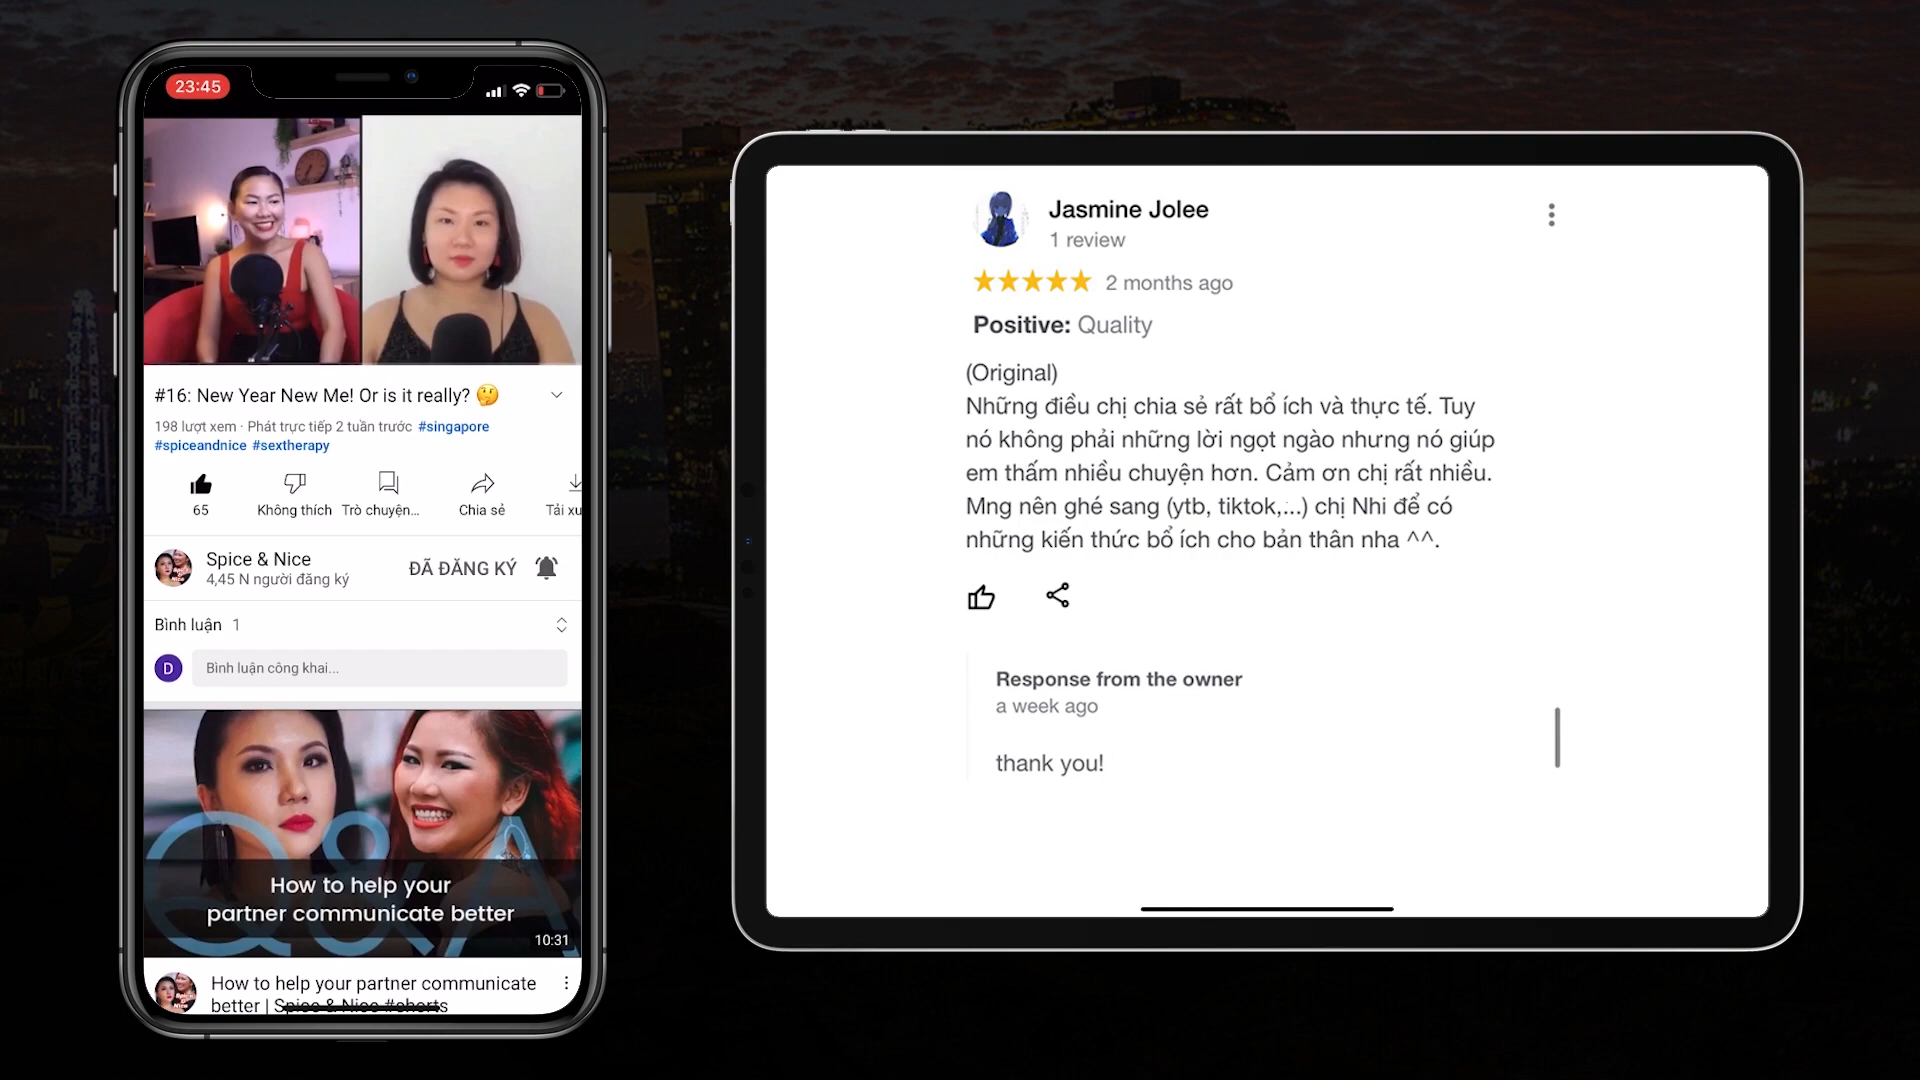 23:45
#16: New Year New Me! Or is it really? 🤔
198 lượt xem · Phát trực tiếp 2 tuần trước #singapore
#spiceandnice #sextherapy
65
Không thích
Trò chuyện...
Chia sẻ
Tải xu
Spice & Nice
4,45 N người đăng ký
ĐÃ ĐĂNG KÝ
Bình luận 1
D
Bình luận công khai...
Q&A
How to help your
partner communicate better
10:31
How to help your partner communicate
better | Spice & Nice #shorts
Jasmine Jolee
1 review
2 months ago
Positive: Quality
(Original)
Những điều chị chia sẻ rất bổ ích và thực tế. Tuy
nó không phải những lời ngọt ngào nhưng nó giúp
em thấm nhiều chuyện hơn. Cảm ơn chị rất nhiều.
Mng nên ghé sang (ytb, tiktok,...) chị Nhi để có
những kiến thức bổ ích cho bản thân nha ^^.
Response from the owner
a week ago
thank you!